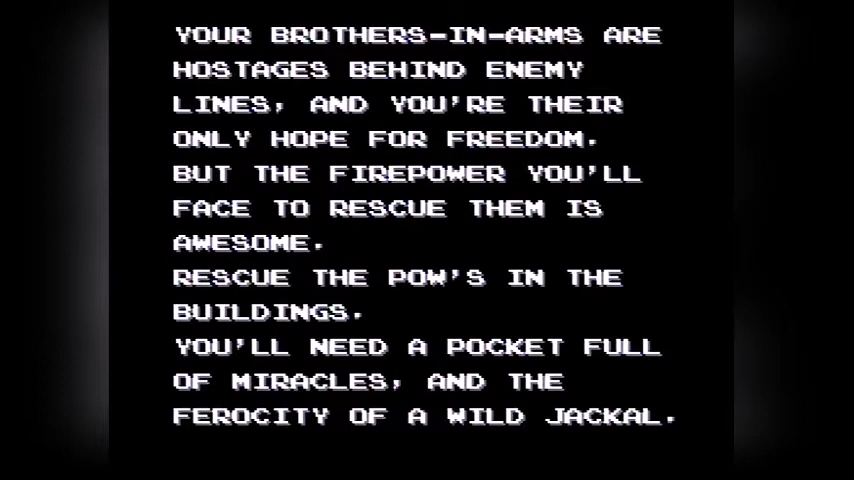 YOUR BROTHERS-IN-ARMS ARE
HOSTAGES BEHIND ENEMY
LINES, AND YOU'RE THEIR
ONLY HOPE FOR FREEDOM.
BUT THE FIREPOWER YOU'LL
FACE TO RESCUE THEM IS
AWESOME.
RESCUE THE POW'S IN THE
BUILDINGS.
YOU'LL NEED A POCKET FULL
OF MIRACLES, AND THE
FEROCITY OF A WILD JACKAL.